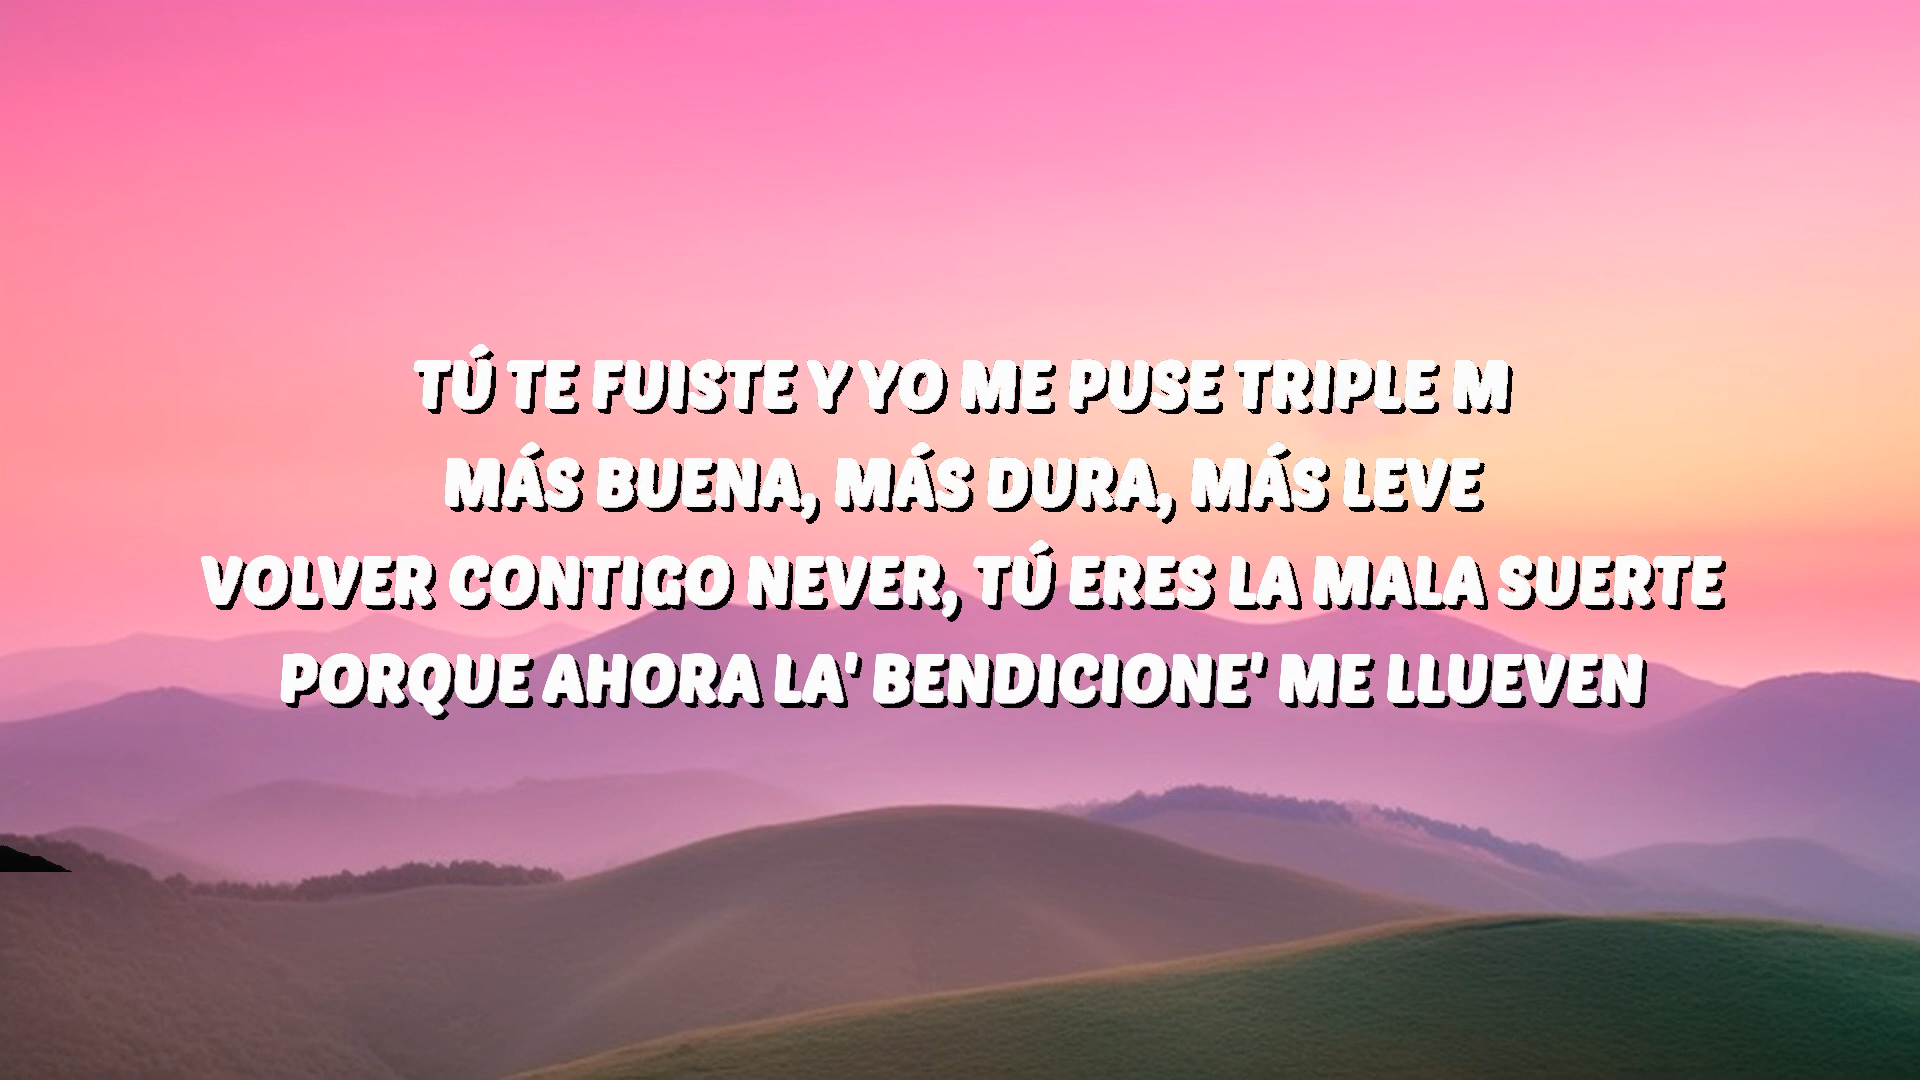 TÚ TE FUISTE Y YO ME PUSE TRIPLE M
MÁS BUENA, MÁS DURA, MÁS LEVE
VOLVER CONTIGO NEVER, TÚ ERES LA MALA SUERTE
PORQUE AHORA LA' BENDICIONE' ME LLUEVEN